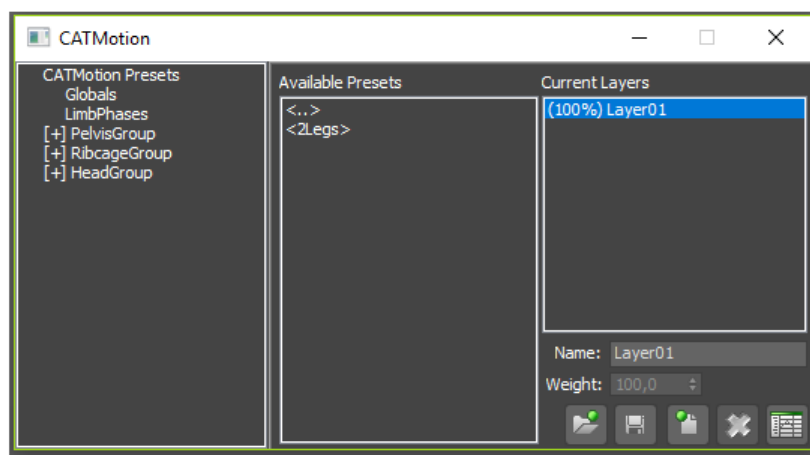 CATMotion
CATMotion Presets
Globals
LimbPhases
[+] PelvisGroup
[+] RibcageGroup
[+] HeadGroup
Available Presets
<..>
<2Legs>
Current Layers
(100%) Layer01
Name: Layer01
Weight: 100,0